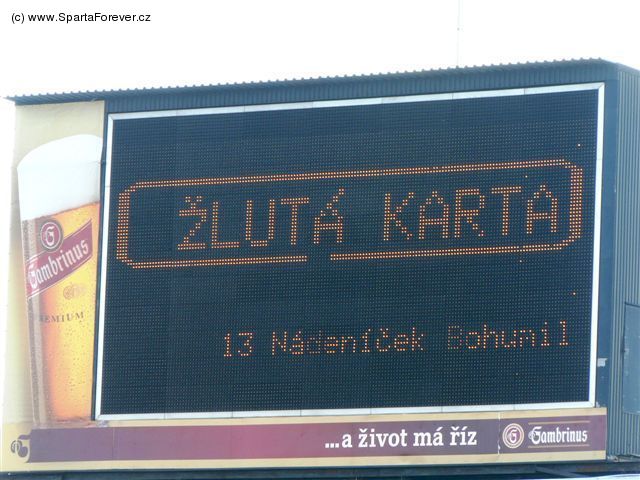 (c) www.SpartaForever.cz
ŽLUTÁ KARTA
13 Nádeníček Bohumil
Gambrinus
PREMIUM
...a život má říz
Gambrinus